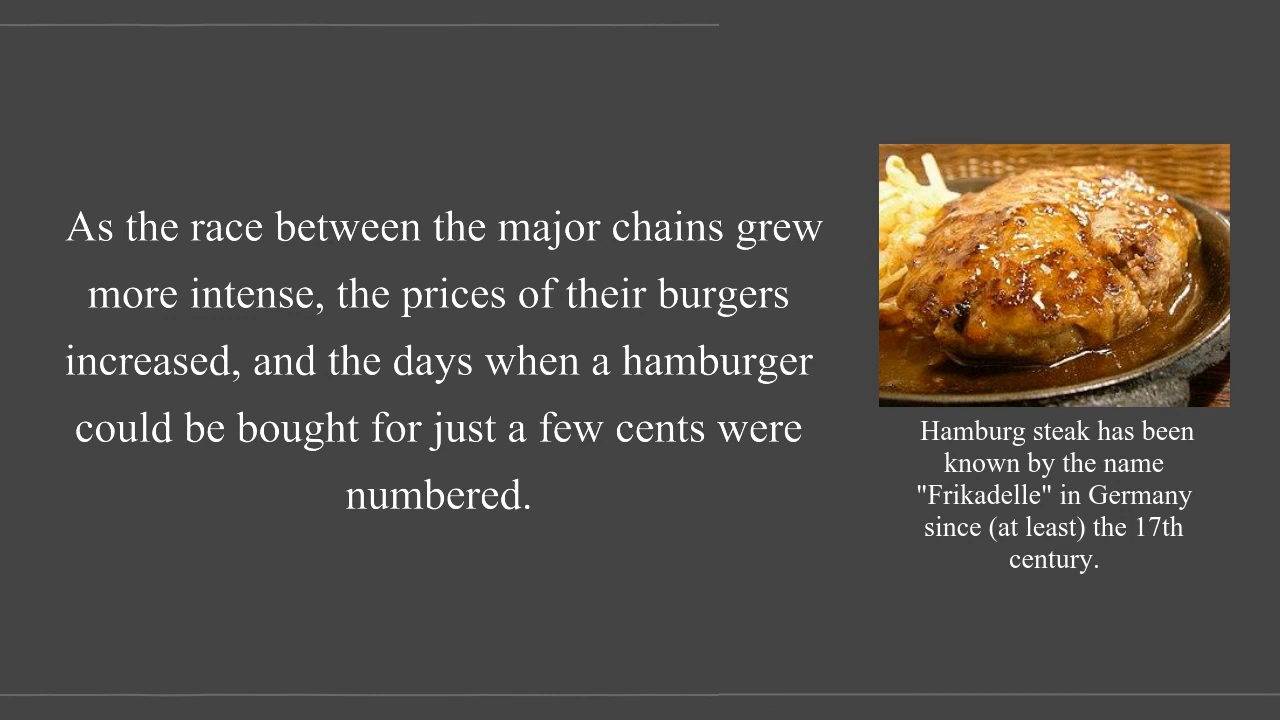 As the race between the major chains grew
more intense, the prices of their burgers
increased, and the days when a hamburger
could be bought for just a few cents were
numbered.
Hamburg steak has been
known by the name
"Frikadelle" in Germany
since (at least) the 17th
century.